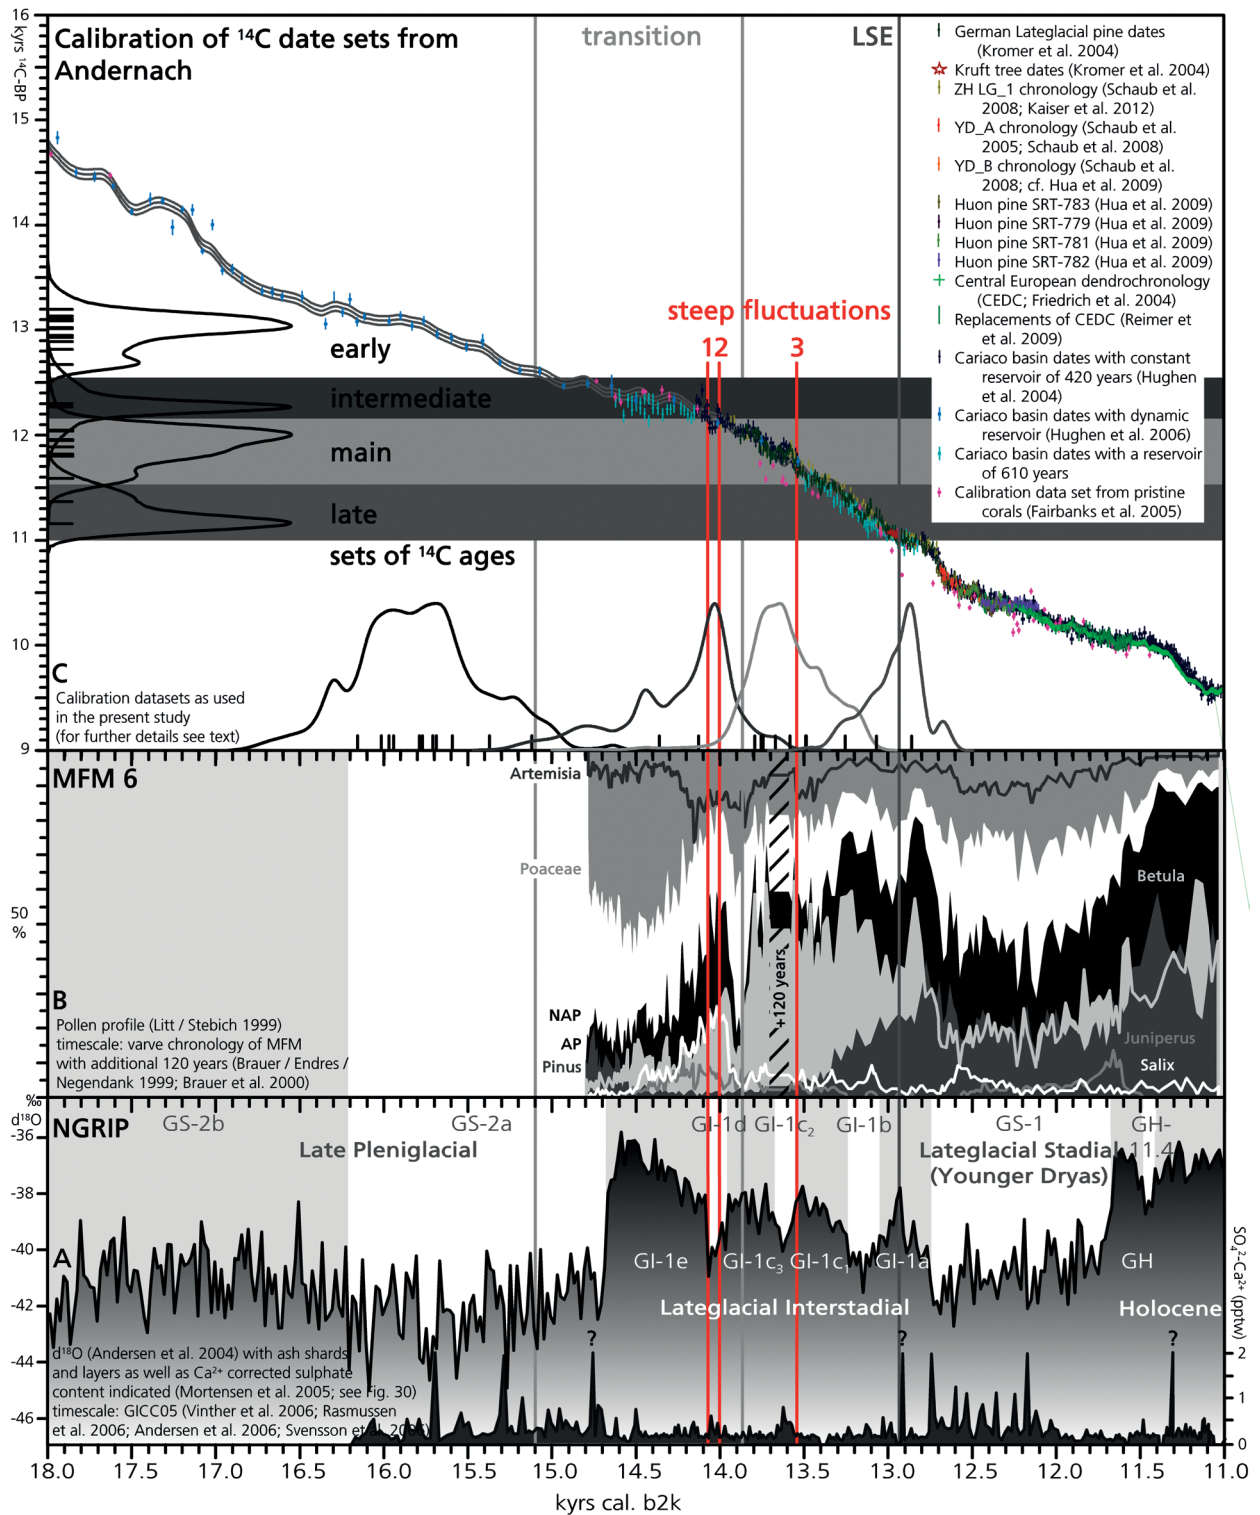 16
kyrs ¹⁴C-BP
15
14
13
12
11
10
9
Calibration of ¹⁴C date sets from
Andernach
transition
LSE
German Lateglacial pine dates
(Kromer et al. 2004)
Kruft tree dates (Kromer et al. 2004)
ZH LG_1 chronology (Schaub et al.
2008; Kaiser et al. 2012)
YD_A chronology (Schaub et al.
2005; Schaub et al. 2008)
YD_B chronology (Schaub et al.
2008; cf. Hua et al. 2009)
Huon pine SRT-783 (Hua et al. 2009)
Huon pine SRT-779 (Hua et al. 2009)
Huon pine SRT-781 (Hua et al. 2009)
Huon pine SRT-782 (Hua et al. 2009)
Central European dendrochronology
(CEDC; Friedrich et al. 2004)
Replacements of CEDC (Reimer et
et al. 2009)
Cariaco basin dates with constant
reservoir of 420 years (Hughen
et al. 2004)
Cariaco basin dates with dynamic
reservoir (Hughen et al. 2006)
Cariaco basin dates with a reservoir
of 610 years
Calibration data set from pristine
corals (Fairbanks et al. 2005)
steep fluctuations
12 3
early
intermediate
main
late
sets of ¹⁴C ages
C
Calibration datasets as used
in the present study
(for further details see text)
MFM 6
Artemisia
Poaceae
Betula
50
%
+120 years
NAP
AP
Pinus
Juniperus
Salix
B
Pollen profile (Litt / Stebich 1999)
timescale: varve chronology of MFM
with additional 120 years (Brauer / Endres /
Negendank 1999; Brauer et al. 2000)
‰
d¹⁸O
-36
-38
-40
-42
-44
-46
NGRIP
GS-2b
GS-2a
GI-1d
GI-1c₂
GI-1b
GS-1
GH-
11.4
Late Pleniglacial
Lateglacial Stadial
(Younger Dryas)
A
GI-1e
GI-1c₃
GI-1c₁
GI-1a
GH
Lateglacial Interstadial
Holocene
? ? ?
d¹⁸O (Andersen et al. 2004) with ash shards
and layers as well as Ca²⁺ corrected sulphate
content indicated (Mortensen et al. 2005; see Fig. 30)
timescale: GICC05 (Vinther et al. 2006; Rasmussen
et al. 2006; Andersen et al. 2006; Svensson et al. 2006)
SO₄²-Ca²⁺ (pptw)
2
1
0
18.0 17.5 17.0 16.5 16.0 15.5 15.0 14.5 14.0 13.5 13.0 12.5 12.0 11.5 11.0
kyrs cal. b2k